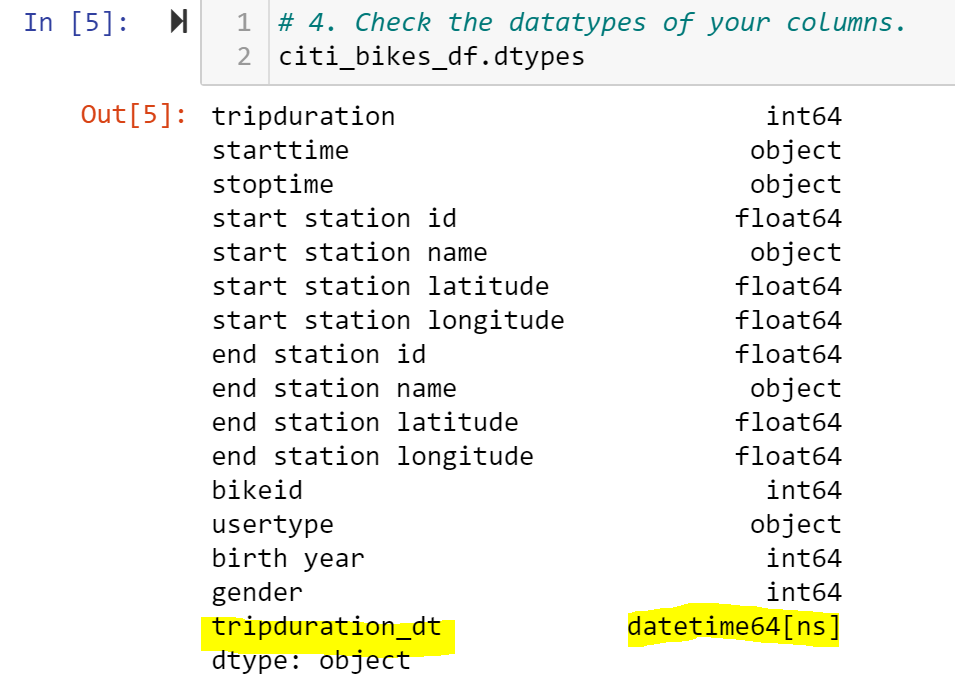 In [5]:
1 # 4. Check the datatypes of your columns.
2 citi_bikes_df.dtypes
Out[5]:
tripduration int64
starttime object
stoptime object
start station id float64
start station name object
start station latitude float64
start station longitude float64
end station id float64
end station name object
end station latitude float64
end station longitude float64
bikeid int64
usertype object
birth year int64
gender int64
tripduration_dt datetime64[ns]
dtype: object